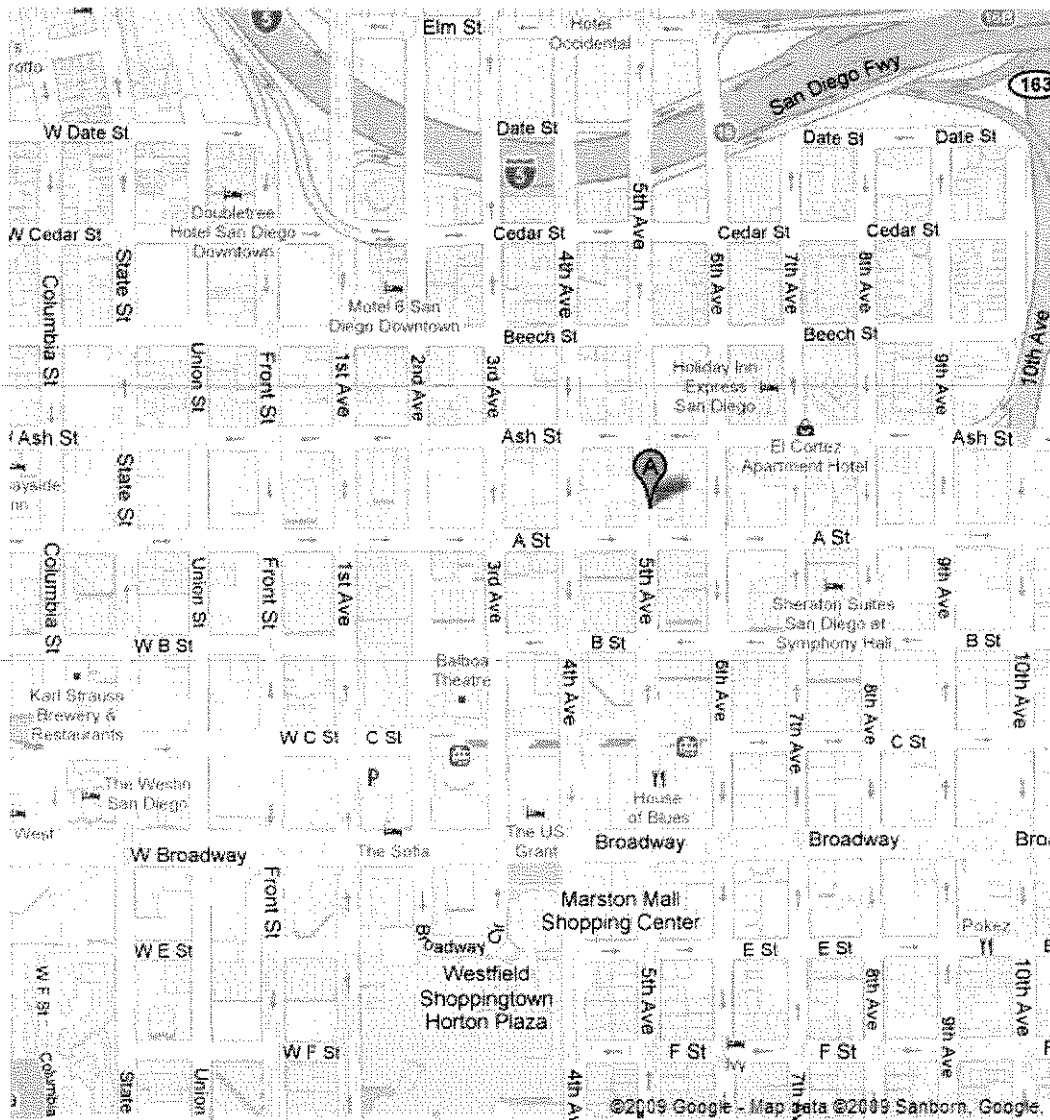 Elm St
Hotel
Occidental
San Diego Fwy
163
W Date St
Date St
Date St
Date St
5th Ave
Doubletree
Hotel San Diego
Downtown
W Cedar St
Cedar St
Cedar St
Cedar St
State St
Columbia St
4th Ave
6th Ave
7th Ave
8th Ave
Motel 6 San
Diego Downtown
Beech St
Beech St
10th Ave
Union St
Front St
1st Ave
2nd Ave
3rd Ave
9th Ave
Holiday Inn
Express
San Diego
Ash St
Ash St
Ash St
El Cortez
Apartment Hotel
A
State St
A St
A St
Columbia St
Union St
Front St
1st Ave
3rd Ave
5th Ave
9th Ave
Sheraton Suites
San Diego at
Symphony Hall
W B St
B St
B St
Balboa
Theatre
4th Ave
6th Ave
7th Ave
8th Ave
10th Ave
Karl Strauss
Brewery &
Restaurants
W C St
C St
C St
P
The Westin
San Diego
House
of Blues
West
The Sofia
The US
Grant
W Broadway
Broadway
Broadway
Front St
Marston Mall
Shopping Center
Broadway
Cir
Pokez
W E St
E St
E St
Westfield
Shoppingtown
Horton Plaza
5th Ave
8th Ave
10th Ave
9th Ave
W F St
W F St
F St
F St
Ivy
Columbia
State
Union
4th A
7th
©2009 Google - Map data ©2009 Sanborn, Google